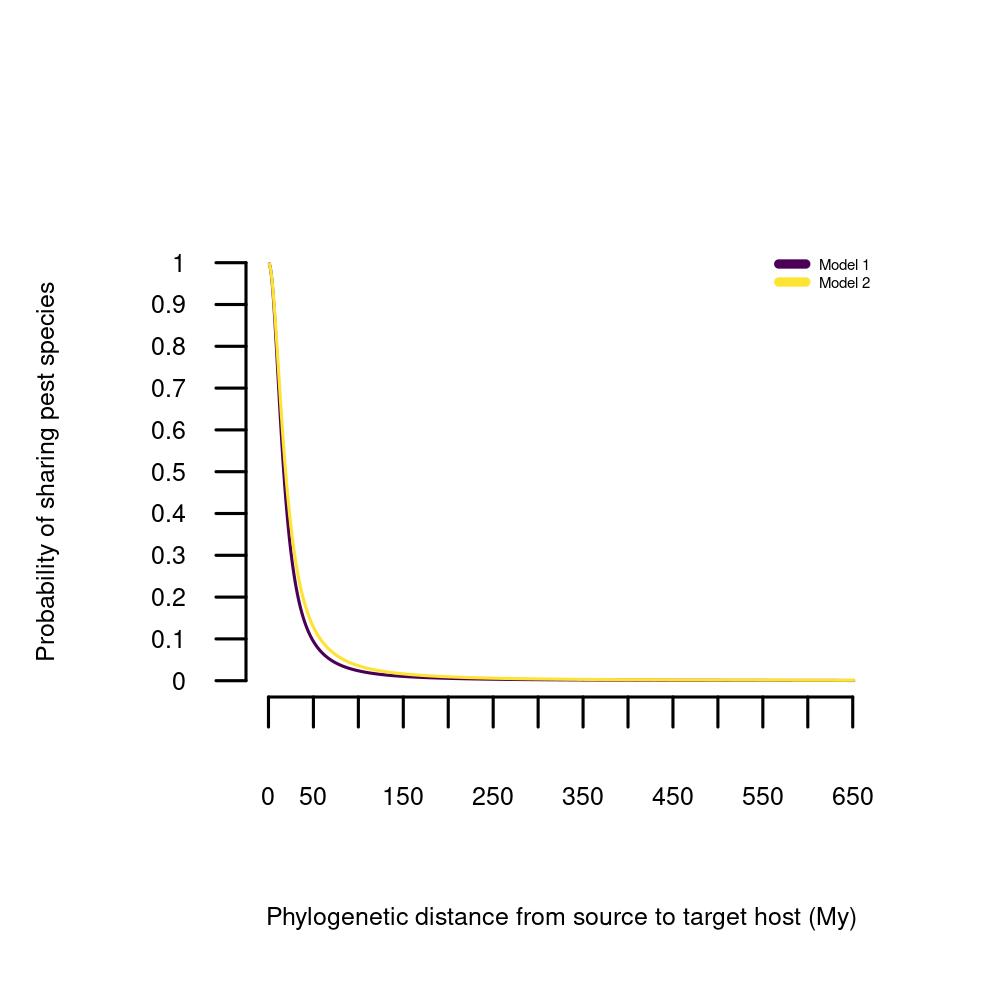 Model 1
Model 2
Probability of sharing pest species
1
0.9
0.8
0.7
0.6
0.5
0.4
0.3
0.2
0.1
0
0 50 150 250 350 450 550 650
Phylogenetic distance from source to target host (My)